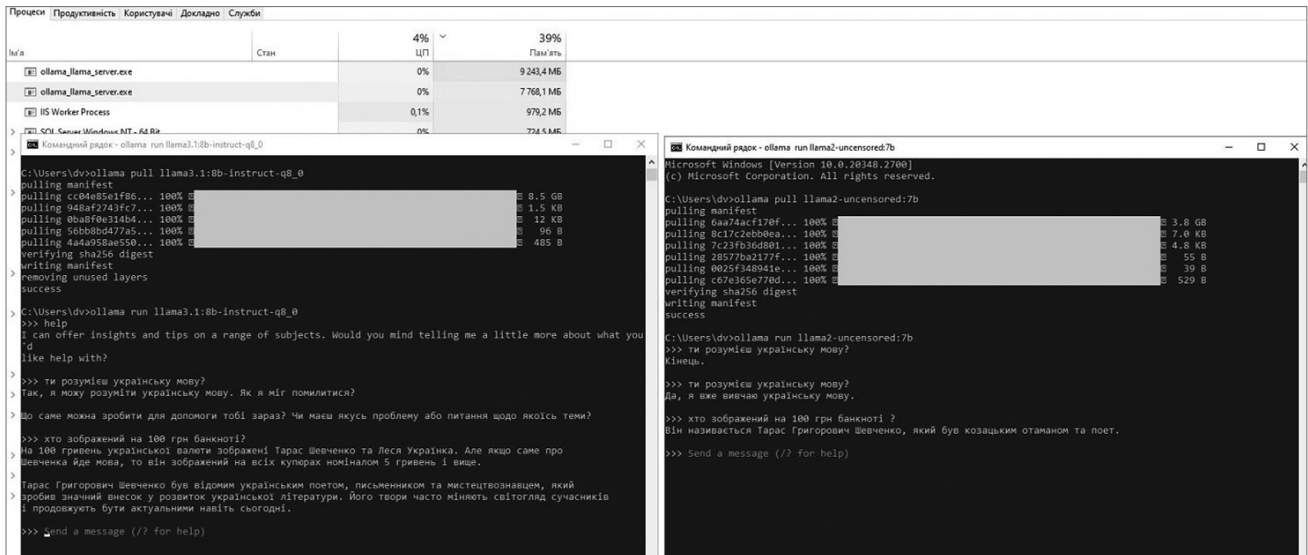 Процеси Продуктивність Користувачі Докладно Служби
4% 39%
Ім'я Стан ЦП Пам'ять
ollama_llama_server.exe 0% 9 243,4 МБ
ollama_llama_server.exe 0% 7 768,1 МБ
IIS Worker Process 0,1% 979,2 МБ
SQL Server Windows NT - 64 Bit 0% 724,5 МБ
Командний рядок - ollama run llama3.1:8b-instruct-q8_0
C:\Users\dv>ollama pull llama3.1:8b-instruct-q8_0
pulling manifest
pulling cc04e85e1f86... 100% 8.5 GB
pulling 948af2743fc7... 100% 1.5 KB
pulling 0ba8f0e314b4... 100% 12 KB
pulling 56bb8bd477a5... 100% 96 B
pulling 4a4a958ae550... 100% 485 B
verifying sha256 digest
writing manifest
removing unused layers
success
C:\Users\dv>ollama run llama3.1:8b-instruct-q8_0
>>> help
I can offer insights and tips on a range of subjects. Would you mind telling me a little more about what you
'd
like help with?
>>> ти розумієш українську мову?
Так, я можу розуміти українську мову. Як я міг помилитися?
Що саме можна зробити для допомоги тобі зараз? Чи маєш якусь проблему або питання щодо якоїсь теми?
>>> хто зображений на 100 грн банкноті?
На 100 гривень української валюти зображені Тарас Шевченко та Леся Українка. Але якщо саме про
Шевченка йде мова, то він зображений на всіх купюрах номіналом 5 гривень і вище.
Тарас Григорович Шевченко був відомим українським поетом, письменником та мистецтвознавцем, який
зробив значний внесок у розвиток української літератури. Його твори часто міняють світогляд сучасників
і продовжують бути актуальними навіть сьогодні.
>>> Send a message (/? for help)
Командний рядок - ollama run llama2-uncensored:7b
Microsoft Windows [Version 10.0.20348.2700]
(c) Microsoft Corporation. All rights reserved.
C:\Users\dv>ollama pull llama2-uncensored:7b
pulling manifest
pulling 6aa74acf170f... 100% 3.8 GB
pulling 8c17c2ebb0ea... 100% 7.0 KB
pulling 7c23fb36d801... 100% 4.8 KB
pulling 28577ba2177f... 100% 55 B
pulling 0025f348941e... 100% 39 B
pulling c67e365e770d... 100% 529 B
verifying sha256 digest
writing manifest
success
C:\Users\dv>ollama run llama2-uncensored:7b
>>> ти розумієш українську мову?
Кінець.
>>> ти розумієш українську мову?
Да, я вже вивчаю українську мову.
>>> хто зображений на 100 грн банкноті ?
Він називається Тарас Григорович Шевченко, який був козацьким отаманом та поет.
>>> Send a message (/? for help)